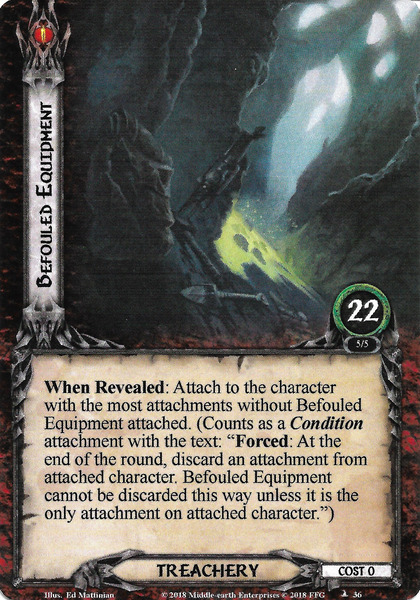 Befouled Equipment
22
5/5
When Revealed: Attach to the character
with the most attachments without Befouled
Equipment attached. (Counts as a Condition
attachment with the text: “Forced: At the
end of the round, discard an attachment from
attached character. Befouled Equipment
cannot be discarded this way unless it is the
only attachment on attached character.”)
TREACHERY
COST 0
Illus. Ed Mattinian
© 2018 Middle-earth Enterprises © 2018 FFG
36